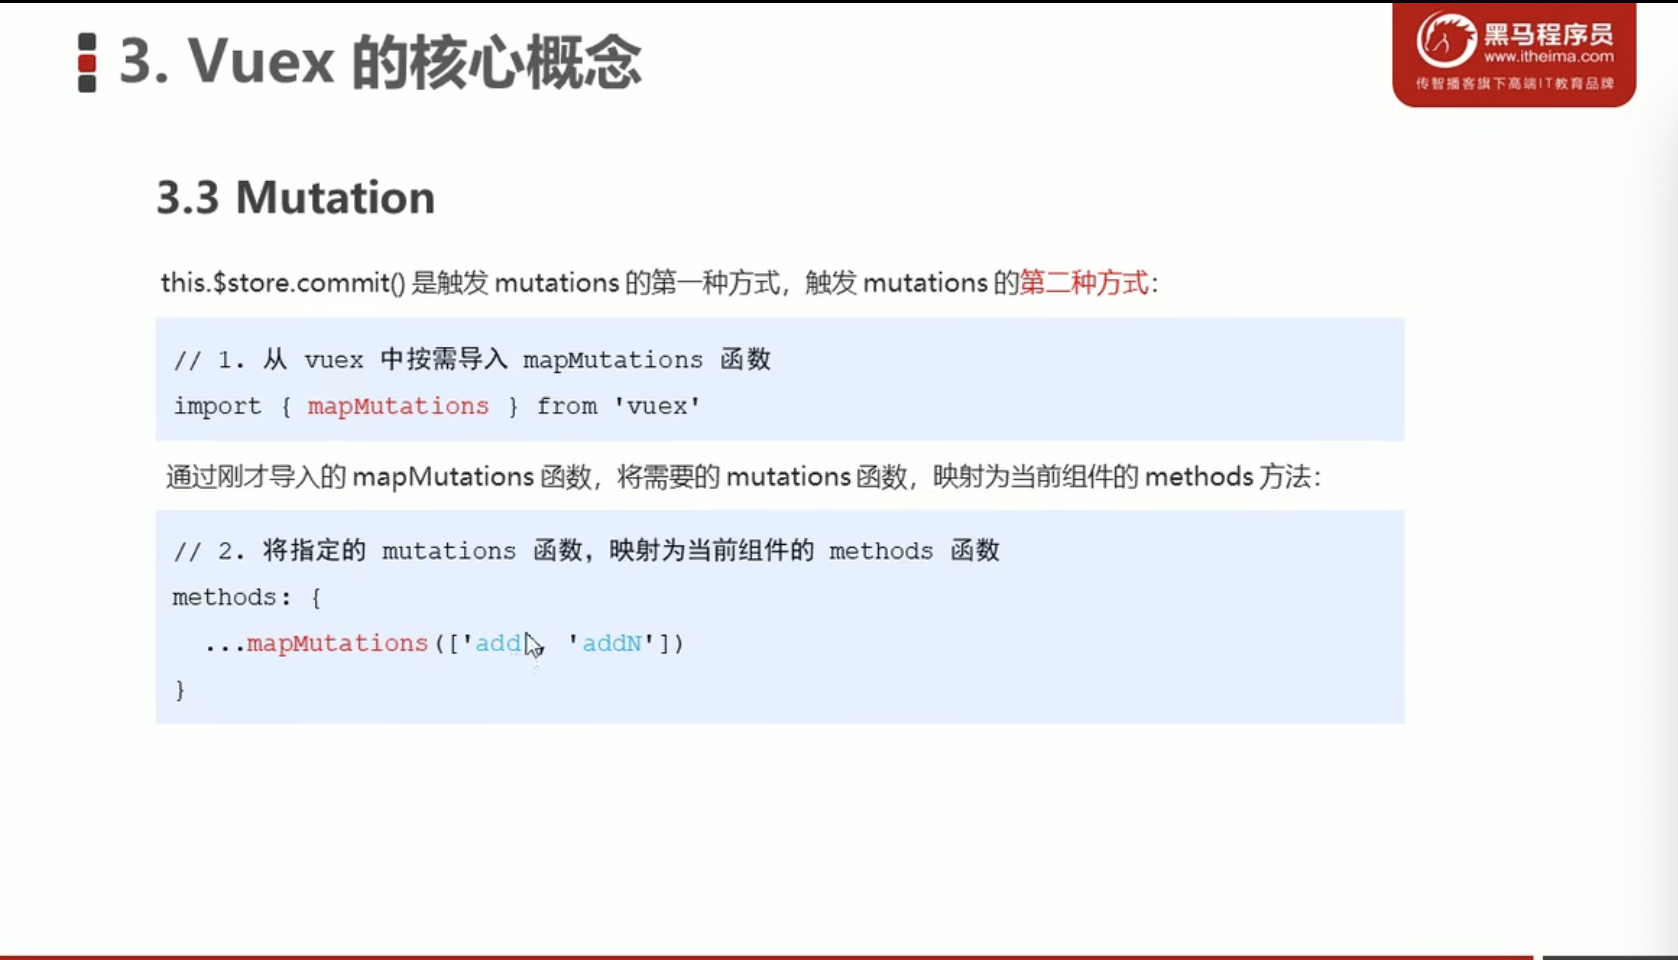 3. Vuex 的核心概念
黑马程序员
www.itheima.com
传智播客旗下高端IT教育品牌
3.3 Mutation
this.$store.commit() 是触发 mutations 的第一种方式，触发 mutations 的第二种方式：
// 1. 从 vuex 中按需导入 mapMutations 函数
import { mapMutations } from 'vuex'
通过刚才导入的 mapMutations 函数，将需要的 mutations 函数，映射为当前组件的 methods 方法：
// 2. 将指定的 mutations 函数，映射为当前组件的 methods 函数
methods: {
...mapMutations(['add', 'addN'])
}